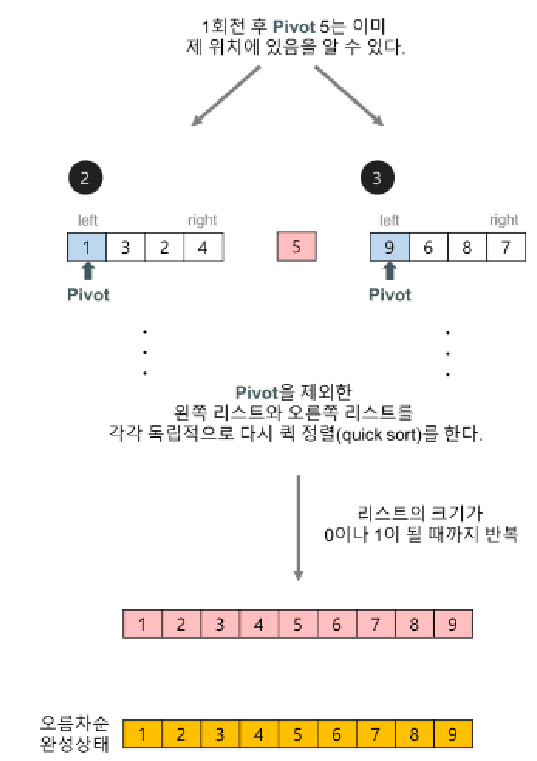 1회전 후 Pivot 5는 이미
제 위치에 있음을 알 수 있다.
2
3
left right
left right
1 3 2 4
5
9 6 8 7
Pivot
Pivot
Pivot을 제외한
왼쪽 리스트와 오른쪽 리스트를
각각 독립적으로 다시 퀵 정렬(quick sort)를 한다.
리스트의 크기가
0이나 1이 될 때까지 반복
1 2 3 4 5 6 7 8 9
오름차순
완성상태
1 2 3 4 5 6 7 8 9